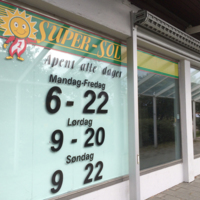 SUPER-SOL
Åpent alle dager
Mandag-Fredag
6-22
Lørdag
9-20
Søndag
9 22